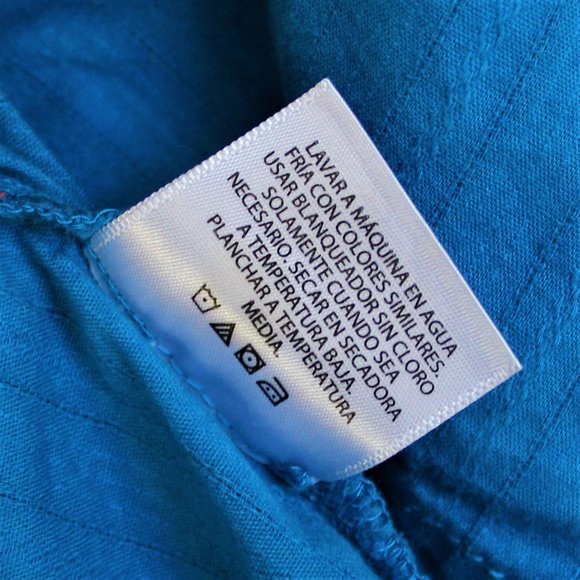 LAVAR A MÁQUINA EN AGUA
FRÍA CON COLORES SIMILARES.
USAR BLANQUEADOR SIN CLORO
SOLAMENTE CUANDO SEA
NECESARIO. SECAR EN SECADORA
A TEMPERATURA BAJA.
PLANCHAR A TEMPERATURA
MEDIA.